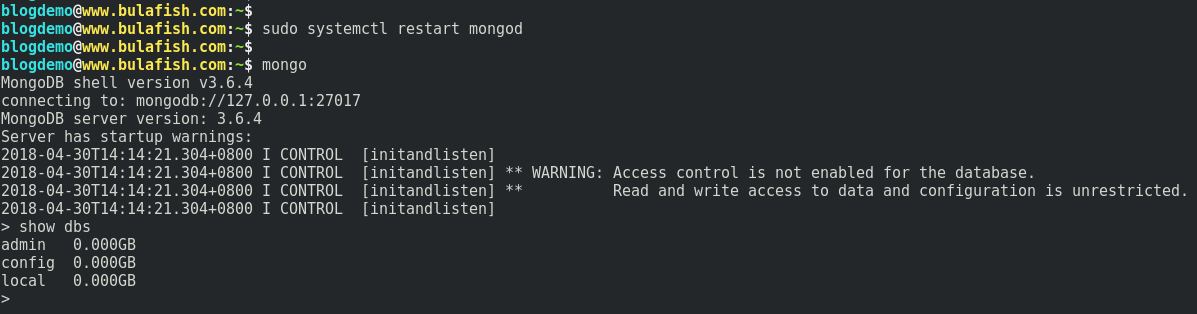 blogdemo@www.bulafish.com:~$
blogdemo@www.bulafish.com:~$ sudo systemctl restart mongod
blogdemo@www.bulafish.com:~$
blogdemo@www.bulafish.com:~$ mongo
MongoDB shell version v3.6.4
connecting to: mongodb://127.0.0.1:27017
MongoDB server version: 3.6.4
Server has startup warnings:
2018-04-30T14:14:21.304+0800 I CONTROL  [initandlisten]
2018-04-30T14:14:21.304+0800 I CONTROL  [initandlisten] ** WARNING: Access control is not enabled for the database.
2018-04-30T14:14:21.304+0800 I CONTROL  [initandlisten] **          Read and write access to data and configuration is unrestricted.
2018-04-30T14:14:21.304+0800 I CONTROL  [initandlisten]
> show dbs
admin   0.000GB
config  0.000GB
local   0.000GB
>